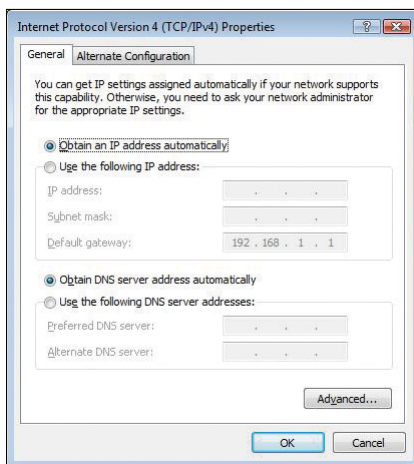 Internet Protocol Version 4 (TCP/IPv4) Properties
General
Alternate Configuration
You can get IP settings assigned automatically if your network supports
this capability. Otherwise, you need to ask your network administrator
for the appropriate IP settings.
Obtain an IP address automatically
Use the following IP address:
IP address:
Subnet mask:
Default gateway: 192 . 168 . 1 . 1
Obtain DNS server address automatically
Use the following DNS server addresses:
Preferred DNS server:
Alternate DNS server:
Advanced...
OK
Cancel